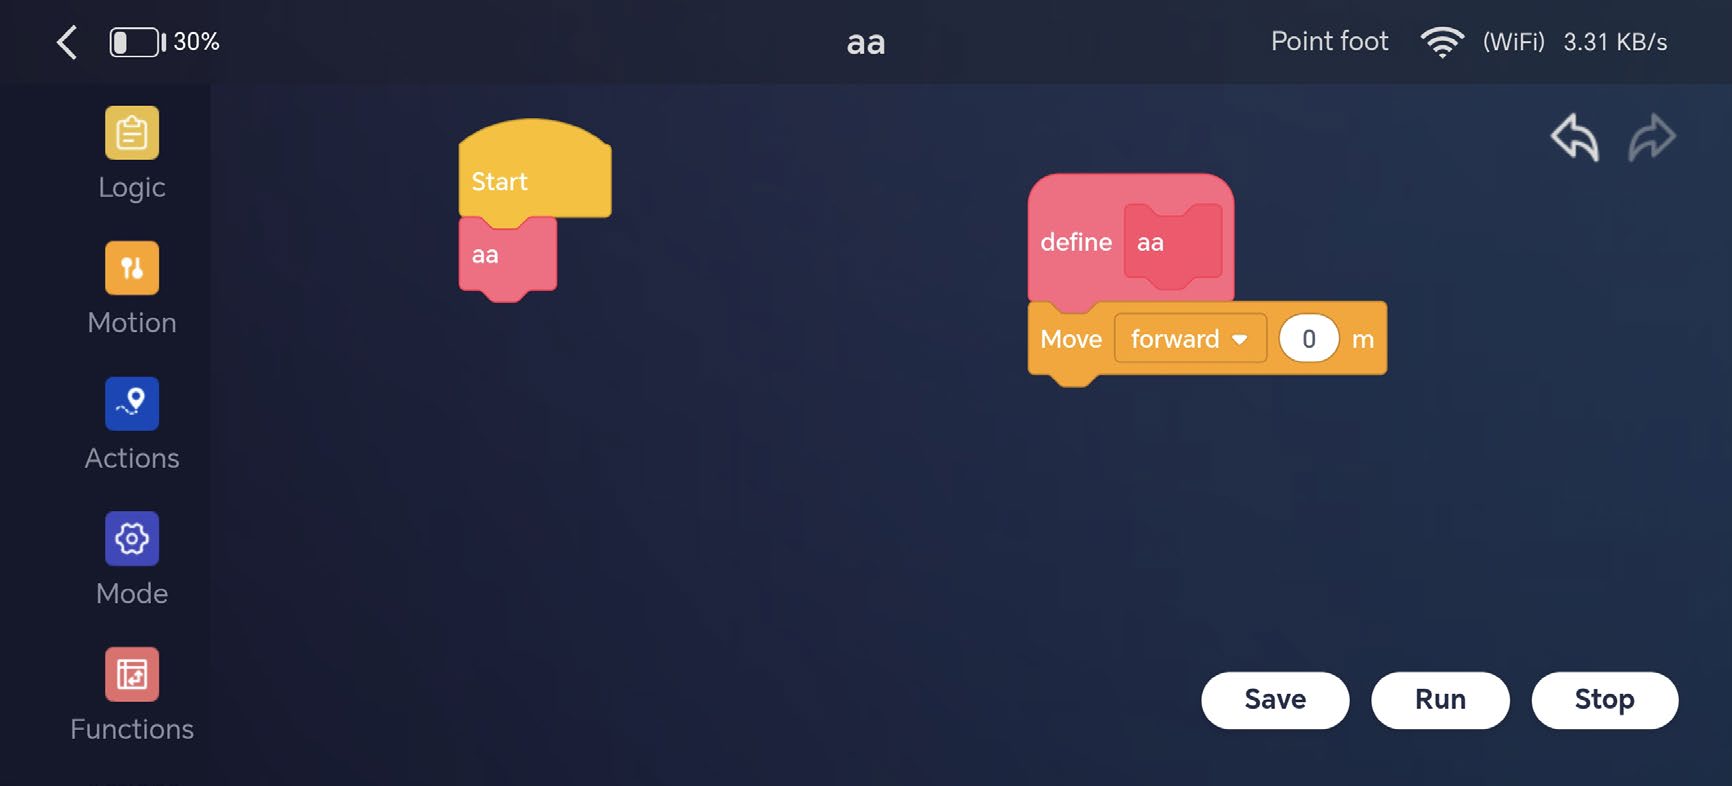 30%
aa
Point foot
(WiFi) 3.31 KB/s
Logic
Motion
Actions
Mode
Functions
Start
aa
define aa
Move forward 0 m
Save
Run
Stop